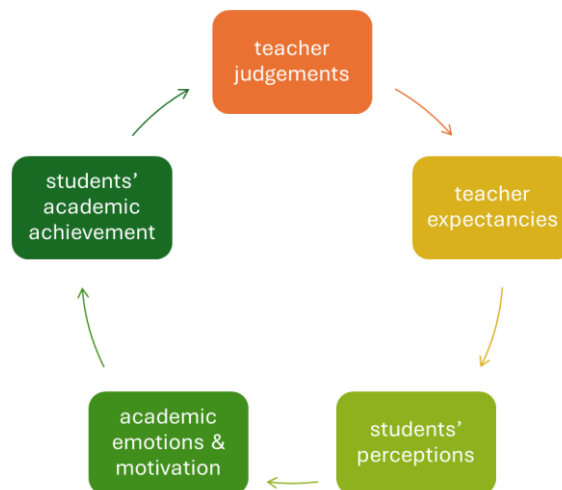 teacher
judgements
teacher
expectancies
students'
perceptions
academic
emotions &
motivation
students'
academic
achievement